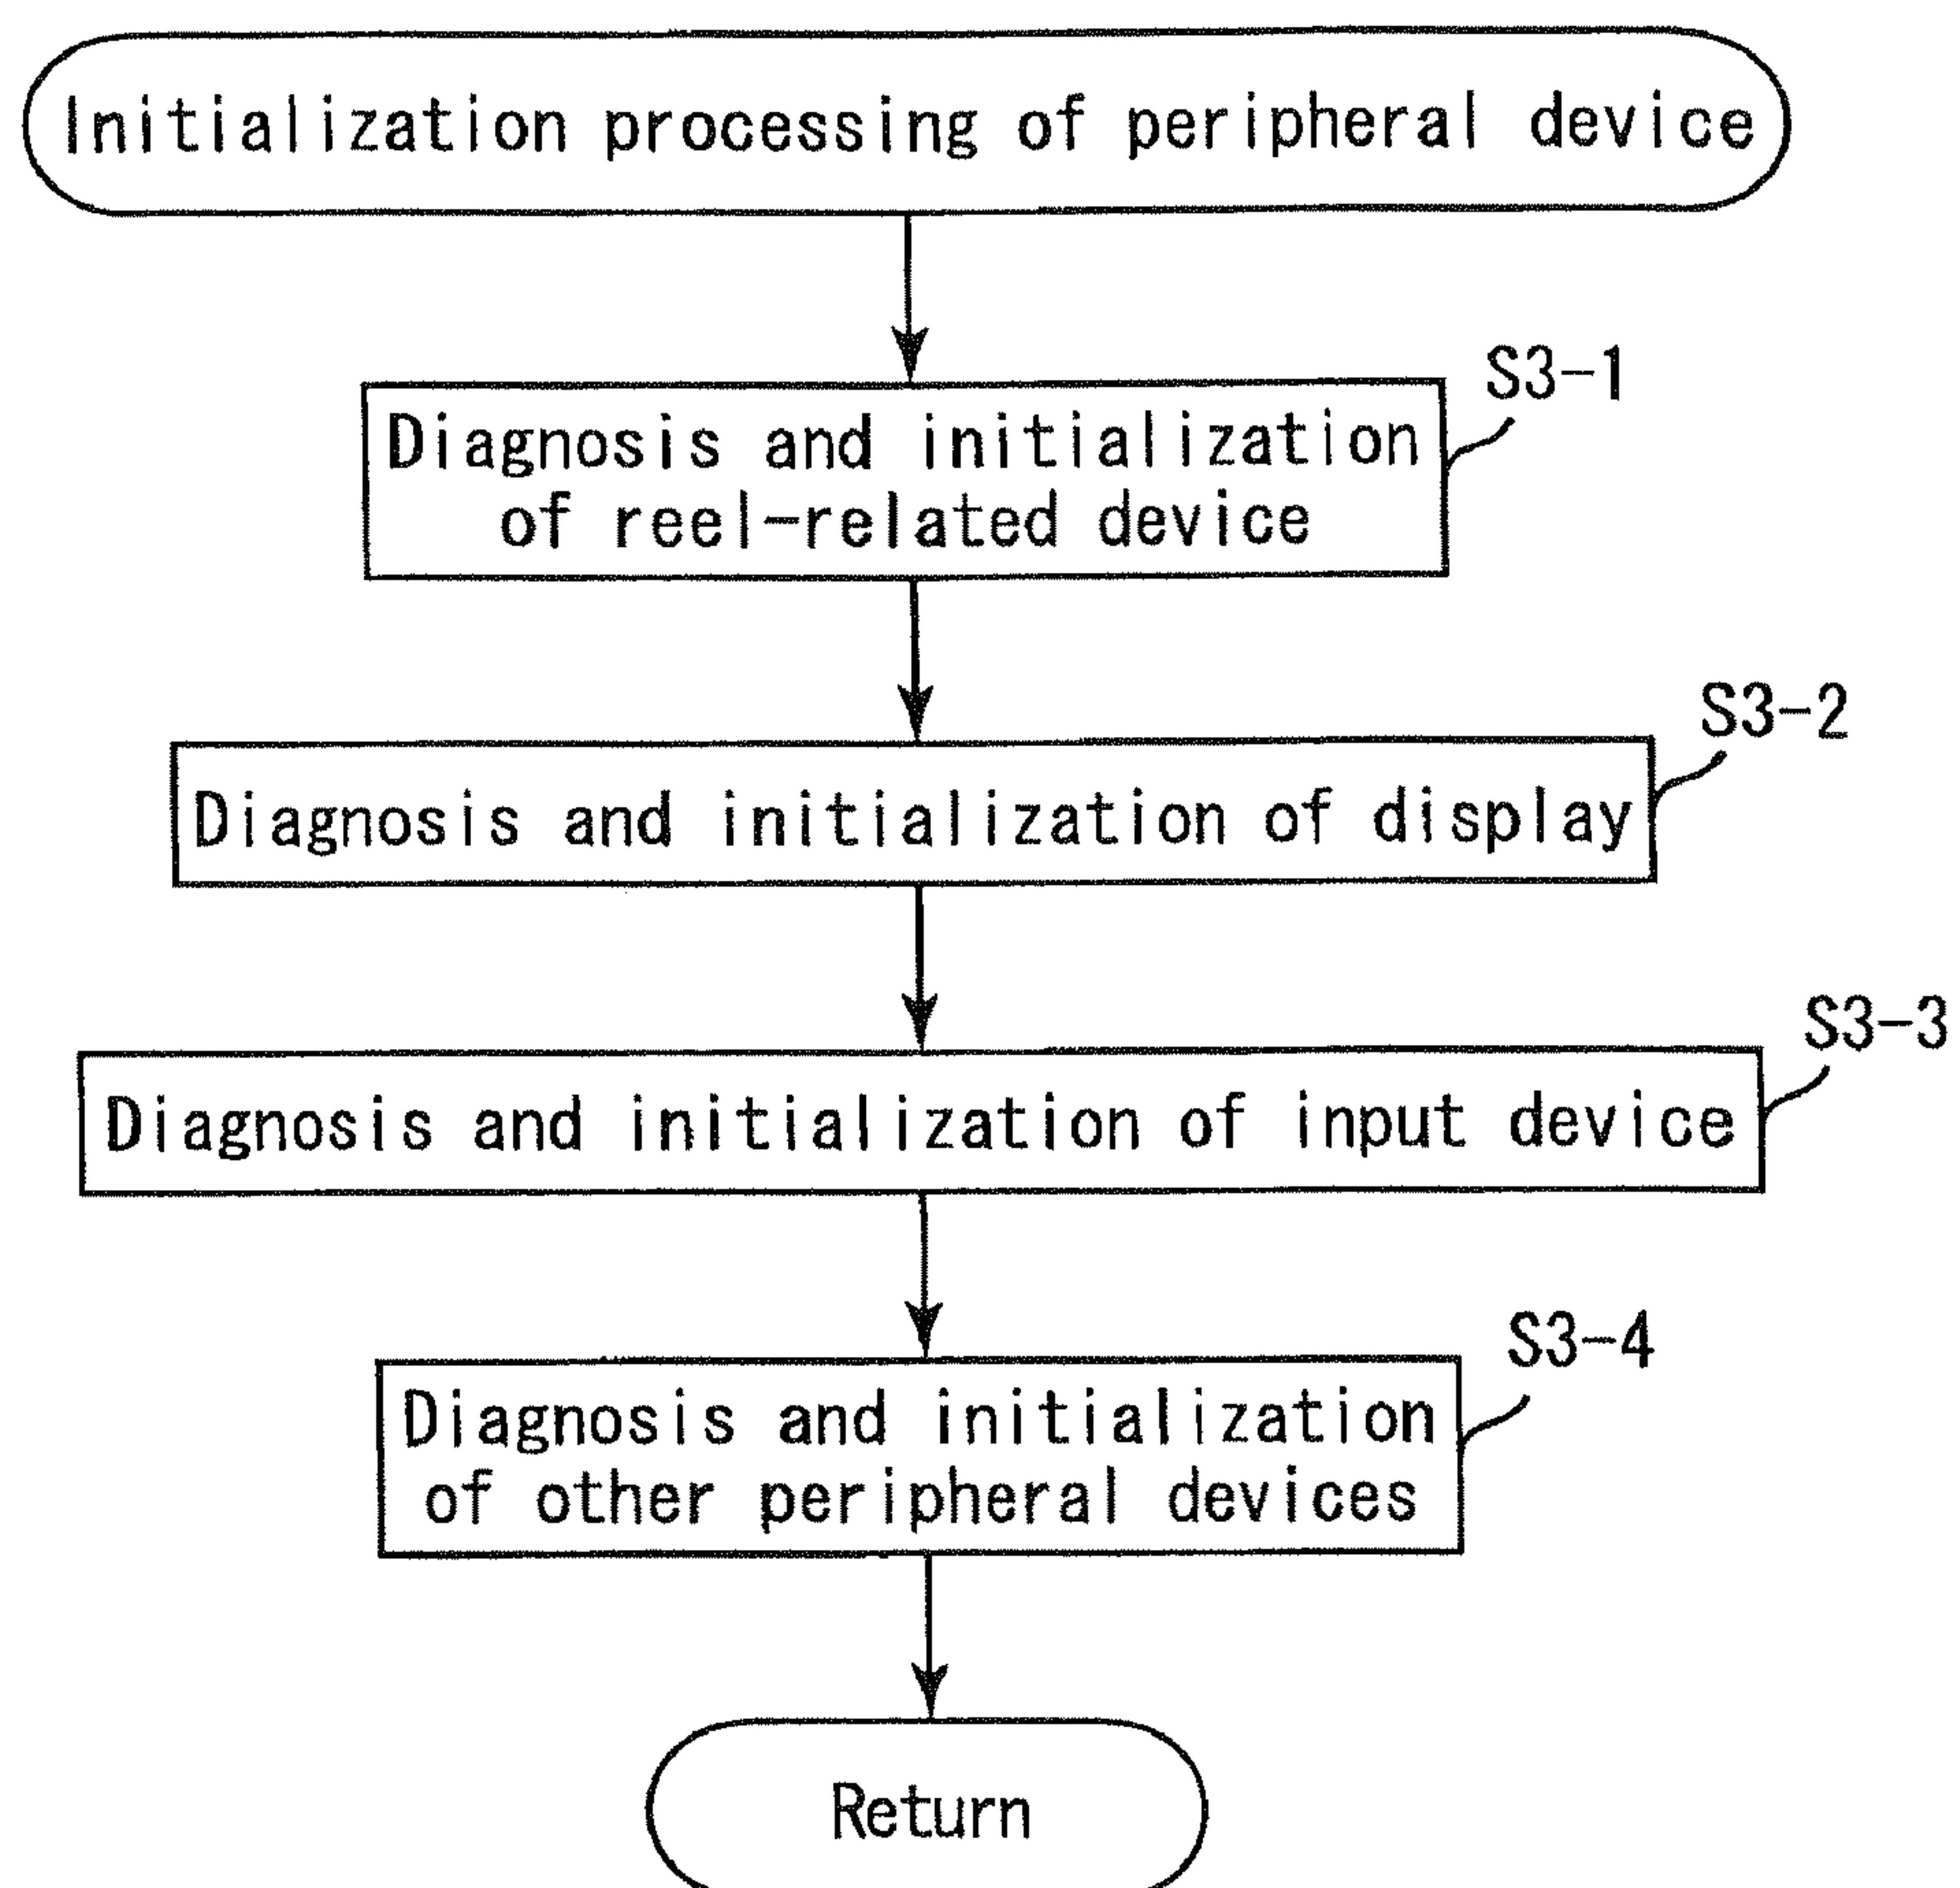 Initialization processing of peripheral device
S3-1
Diagnosis and initialization
of reel-related device
S3-2
Diagnosis and initialization of display
S3-3
Diagnosis and initialization of input device
S3-4
Diagnosis and initialization
of other peripheral devices
Return